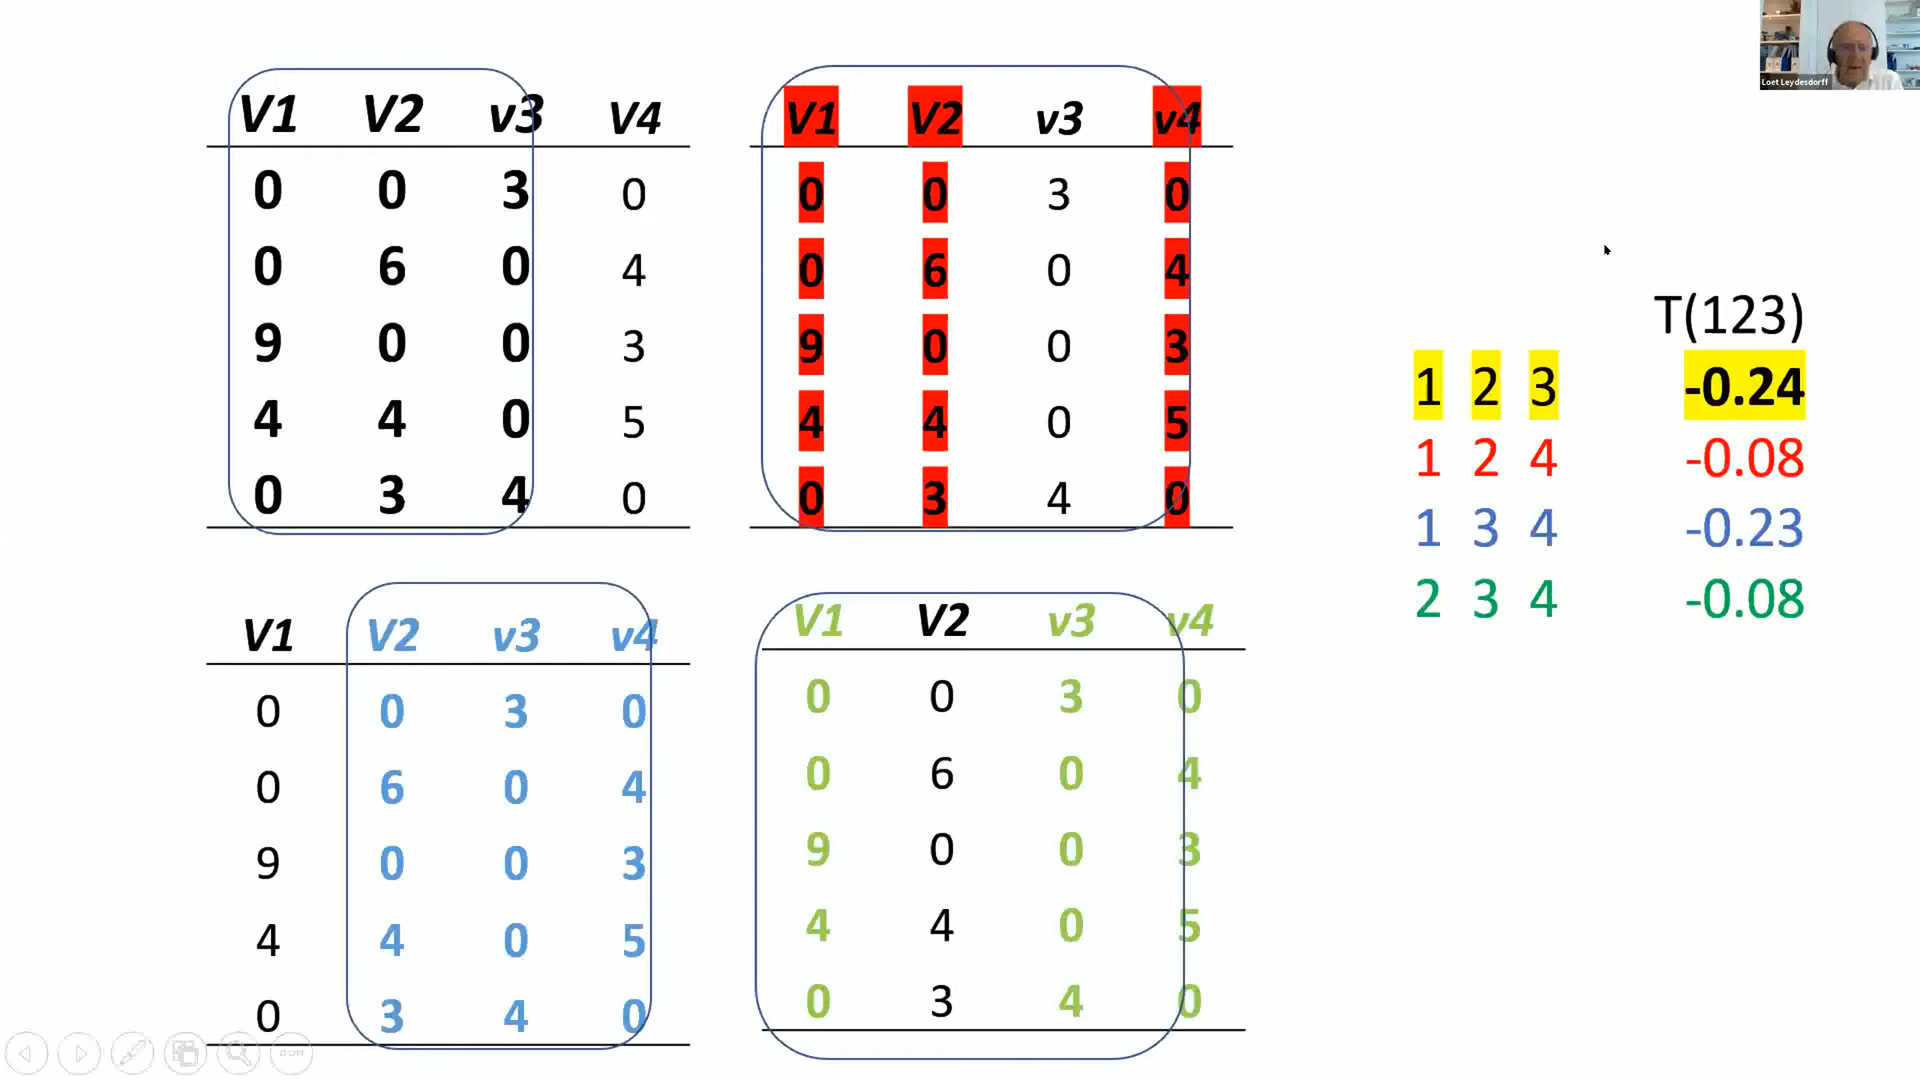 V1 V2 v3 V4
0 0 3 0
0 6 0 4
9 0 0 3
4 4 0 5
0 3 4 0
V1 V2 v3 v4
0 0 3 0
0 6 0 4
9 0 0 3
4 4 0 5
0 3 4 0
V1 V2 v3 v4
0 0 3 0
0 6 0 4
9 0 0 3
4 4 0 5
0 3 4 0
V1 V2 v3 v4
0 0 3 0
0 6 0 4
9 0 0 3
4 4 0 5
0 3 4 0
T(123)
1 2 3 -0.24
1 2 4 -0.08
1 3 4 -0.23
2 3 4 -0.08
Loet Leydesdorff